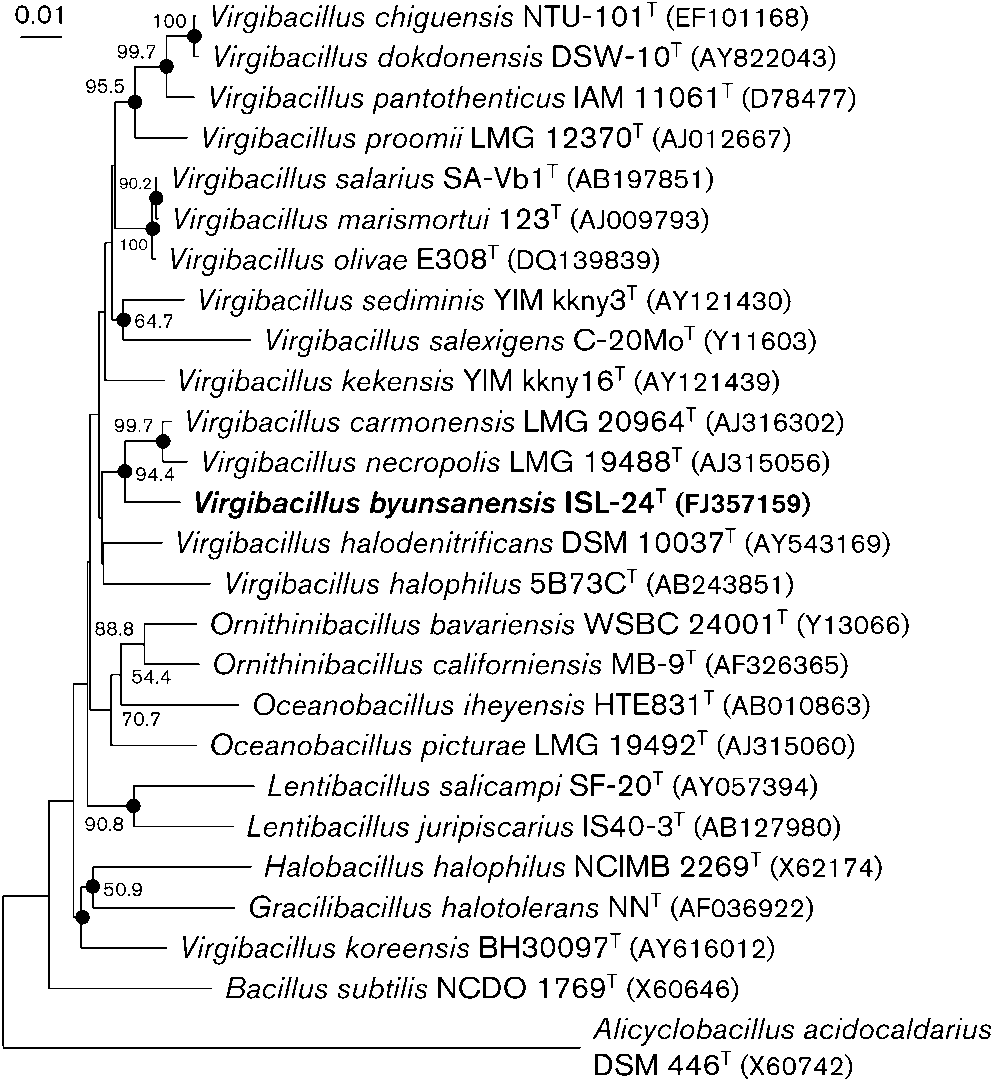 0.01
100
Virgibacillus chiguensis NTU-101ᵀ (EF101168)
99.7
Virgibacillus dokdonensis DSW-10ᵀ (AY822043)
95.5
Virgibacillus pantothenticus IAM 11061ᵀ (D78477)
Virgibacillus proomii LMG 12370ᵀ (AJ012667)
90.2
Virgibacillus salarius SA-Vb1ᵀ (AB197851)
Virgibacillus marismortui 123ᵀ (AJ009793)
100
Virgibacillus olivae E308ᵀ (DQ139839)
Virgibacillus sediminis YIM kkny3ᵀ (AY121430)
64.7
Virgibacillus salexigens C-20Moᵀ (Y11603)
Virgibacillus kekensis YIM kkny16ᵀ (AY121439)
99.7
Virgibacillus carmonensis LMG 20964ᵀ (AJ316302)
Virgibacillus necropolis LMG 19488ᵀ (AJ315056)
94.4
Virgibacillus byunsanensis ISL-24ᵀ (FJ357159)
Virgibacillus halodenitrificans DSM 10037ᵀ (AY543169)
Virgibacillus halophilus 5B73Cᵀ (AB243851)
88.8
Ornithinibacillus bavariensis WSBC 24001ᵀ (Y13066)
Ornithinibacillus californiensis MB-9ᵀ (AF326365)
54.4
Oceanobacillus iheyensis HTE831ᵀ (AB010863)
70.7
Oceanobacillus picturae LMG 19492ᵀ (AJ315060)
Lentibacillus salicampi SF-20ᵀ (AY057394)
90.8
Lentibacillus juripiscarius IS40-3ᵀ (AB127980)
Halobacillus halophilus NCIMB 2269ᵀ (X62174)
50.9
Gracilibacillus halotolerans NNᵀ (AF036922)
Virgibacillus koreensis BH30097ᵀ (AY616012)
Bacillus subtilis NCDO 1769ᵀ (X60646)
Alicyclobacillus acidocaldarius
DSM 446ᵀ (X60742)